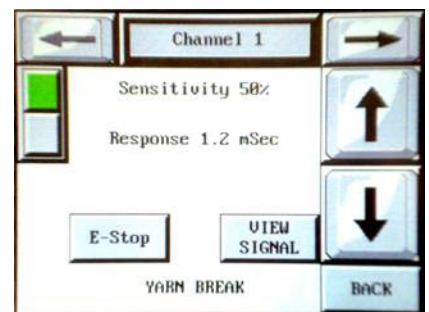 Channel 1
Sensitivity 50%
Response 1.2 mSec
E-Stop
VIEW
SIGNAL
YARN BREAK
BACK